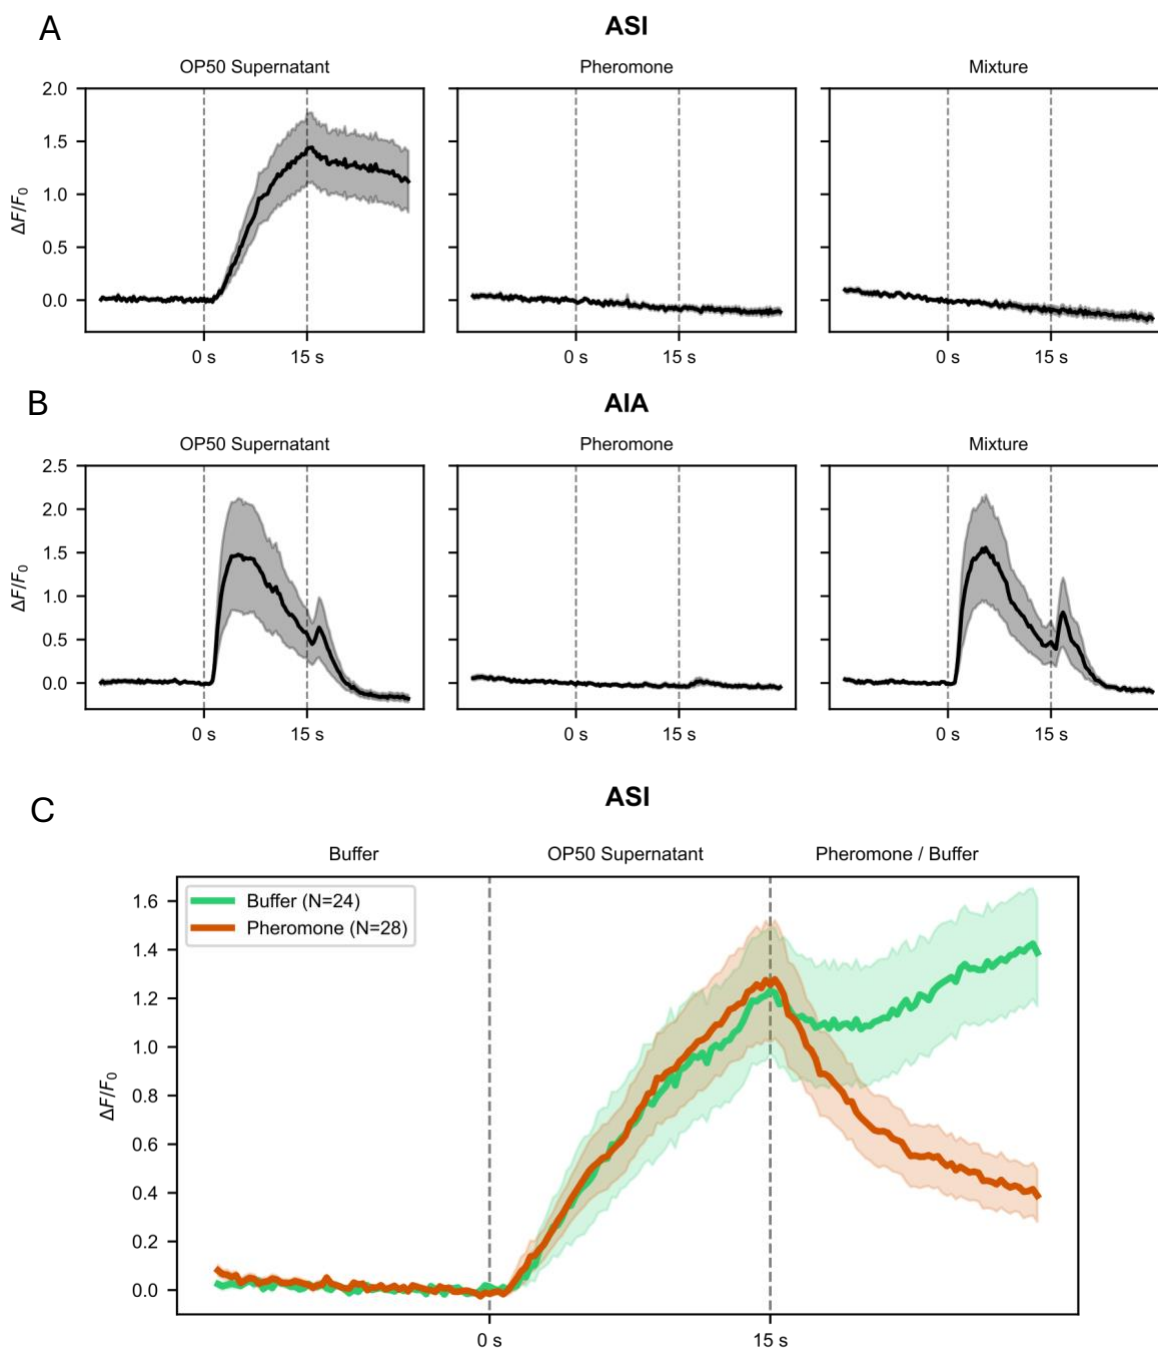 A
ASI
OP50 Supernatant
Pheromone
Mixture
2.0
1.5
1.0
0.5
0.0
ΔF/F0
0 s
15 s
0 s
15 s
0 s
15 s
B
AIA
OP50 Supernatant
Pheromone
Mixture
2.5
2.0
1.5
1.0
0.5
0.0
ΔF/F0
0 s
15 s
0 s
15 s
0 s
15 s
C
ASI
Buffer
OP50 Supernatant
Pheromone / Buffer
Buffer (N=24)
Pheromone (N=28)
1.6
1.4
1.2
1.0
0.8
0.6
0.4
0.2
0.0
ΔF/F0
0 s
15 s